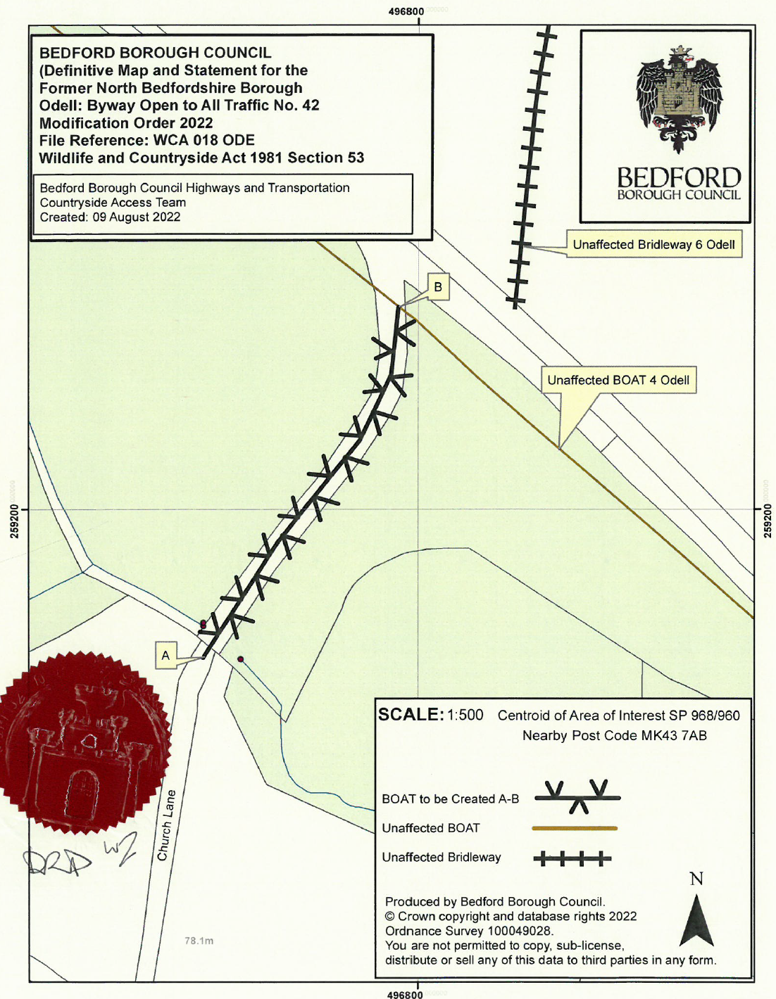 496800
BEDFORD BOROUGH COUNCIL
(Definitive Map and Statement for the
Former North Bedfordshire Borough
Odell: Byway Open to All Traffic No. 42
Modification Order 2022
File Reference: WCA 018 ODE
Wildlife and Countryside Act 1981 Section 53
Bedford Borough Council Highways and Transportation
Countryside Access Team
Created: 09 August 2022
BEDFORD
BOROUGH COUNCIL
Unaffected Bridleway 6 Odell
B
Unaffected BOAT 4 Odell
259200
259200
A
Church Lane
78.1m
SCALE: 1:500 Centroid of Area of Interest SP 968/960
Nearby Post Code MK43 7AB
BOAT to be Created A-B
Unaffected BOAT
Unaffected Bridleway
N
Produced by Bedford Borough Council.
© Crown copyright and database rights 2022
Ordnance Survey 100049028.
You are not permitted to copy, sub-license,
distribute or sell any of this data to third parties in any form.
496800